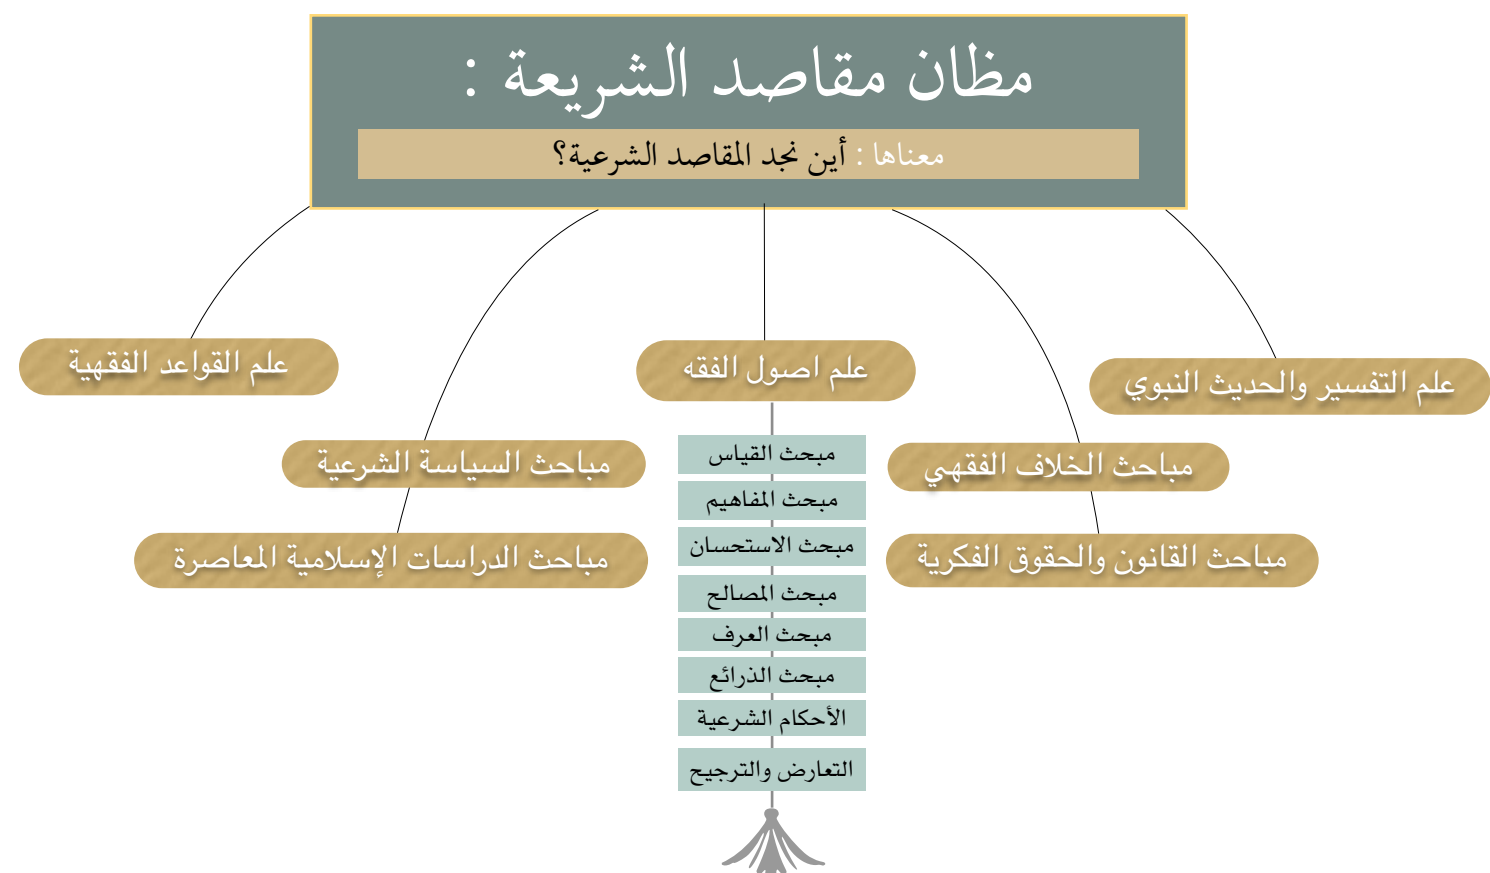 مظان مقاصد الشريعة :
معناها : أين نجد المقاصد الشرعية؟
علم التفسير والحديث النبوي
مباحث الخلاف الفقهي
مباحث القانون والحقوق الفكرية
علم اصول الفقه
مبحث القياس
مبحث المفاهيم
مبحث الاستحسان
مبحث المصالح
مبحث العرف
مبحث الذرائع
الأحكام الشرعية
التعارض والترجيح
مباحث السياسة الشرعية
مباحث الدراسات الإسلامية المعاصرة
علم القواعد الفقهية